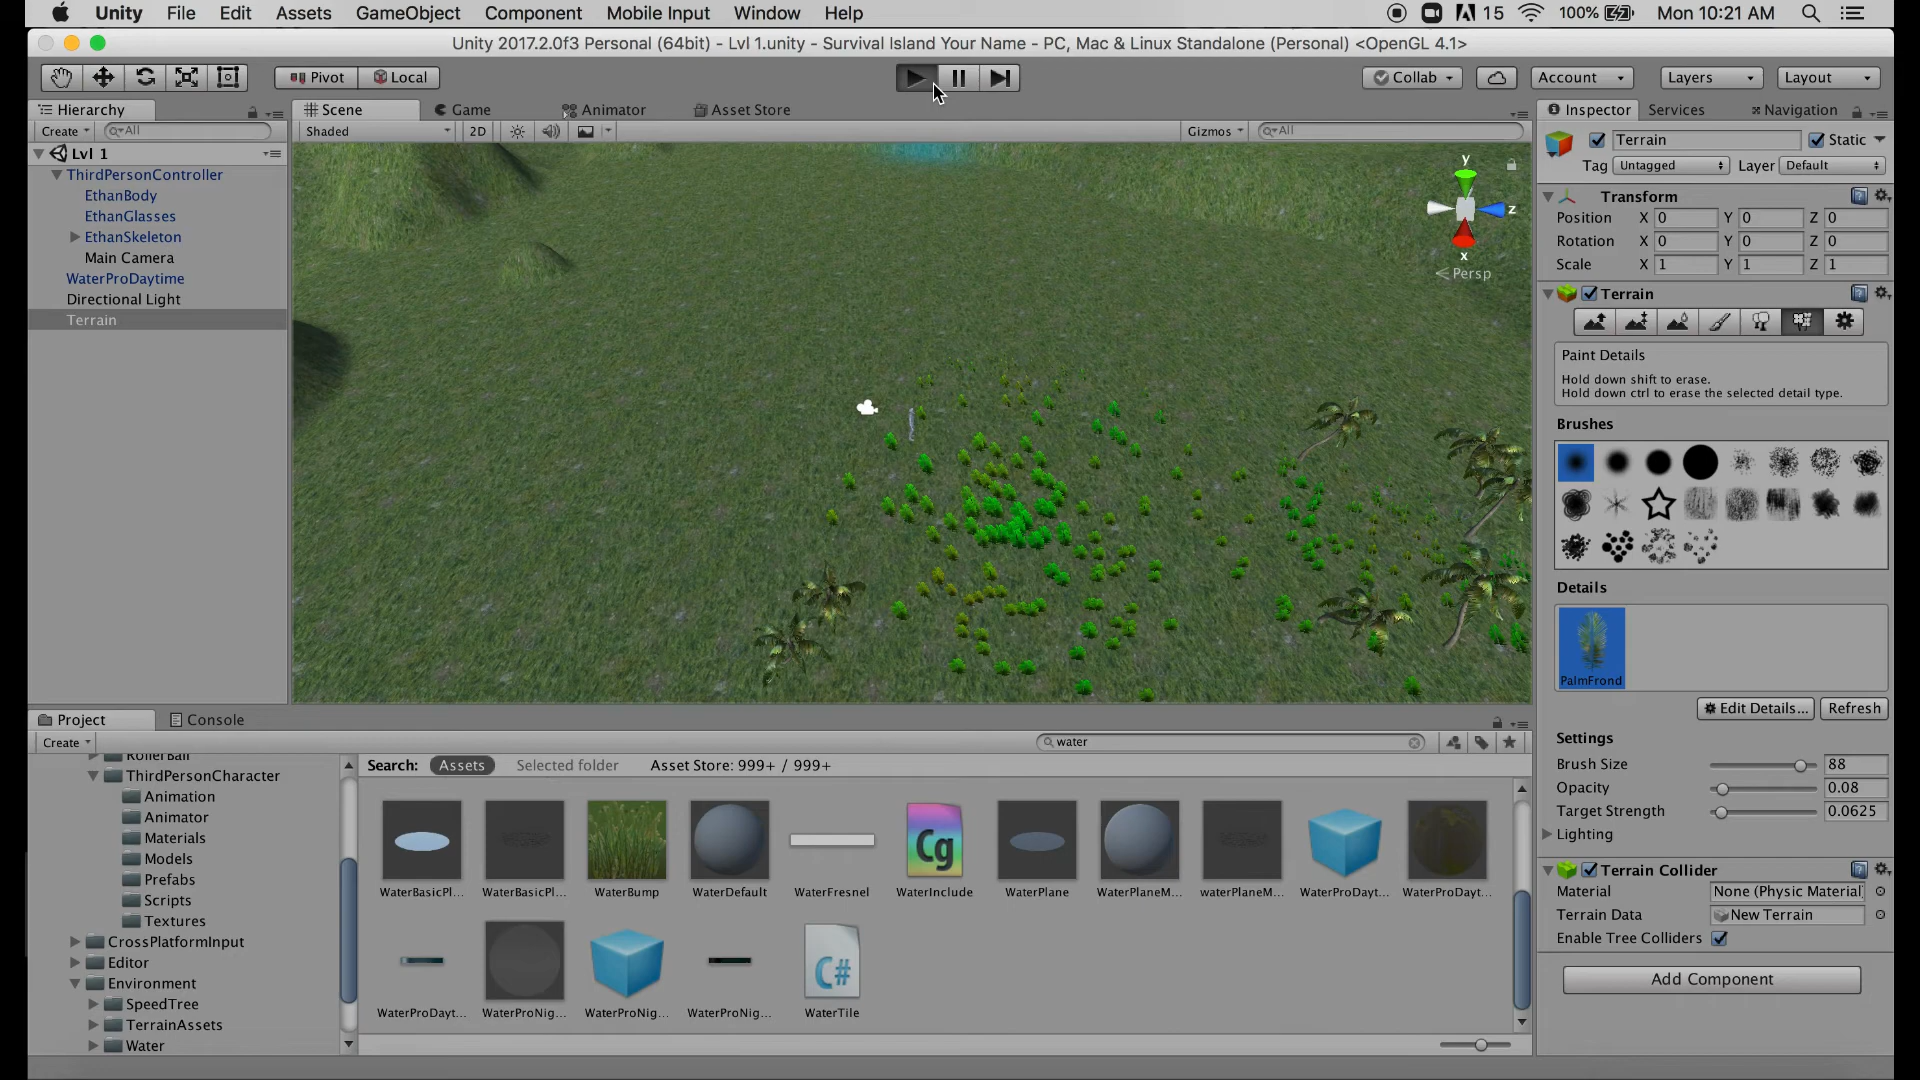 Unity File Edit Assets GameObject Component Mobile Input Window Help 15 100% Mon 10:21 AM
Unity 2017.2.0f3 Personal (64bit) - Lvl 1.unity - Survival Island Your Name - PC, Mac & Linux Standalone (Personal) <OpenGL 4.1>
Pivot Local Collab Account Layers Layout
Hierarchy
Create All
Lvl 1
ThirdPersonController
EthanBody
EthanGlasses
EthanSkeleton
Main Camera
WaterProDaytime
Directional Light
Terrain
Scene Game Animator Asset Store
Shaded 2D Gizmos All
y
z
x
Persp
Inspector Services Navigation
Terrain Static
Tag Untagged Layer Default
Transform
Position X 0 Y 0 Z 0
Rotation X 0 Y 0 Z 0
Scale X 1 Y 1 Z 1
Terrain
Paint Details
Hold down shift to erase.
Hold down ctrl to erase the selected detail type.
Brushes
Details
PalmFrond
Edit Details... Refresh
Settings
Brush Size 88
Opacity 0.08
Target Strength 0.0625
Lighting
Terrain Collider
Material None (Physic Material)
Terrain Data New Terrain
Enable Tree Colliders
Add Component
Project Console
Create water
RollerBall
ThirdPersonCharacter
Animation
Animator
Materials
Models
Prefabs
Scripts
Textures
CrossPlatformInput
Editor
Environment
SpeedTree
TerrainAssets
Water
Search: Assets Selected folder Asset Store: 999+ / 999+
WaterBasicPl... WaterBasicPl... WaterBump WaterDefault WaterFresnel WaterInclude WaterPlane WaterPlaneM... waterPlaneM... WaterProDayt... WaterProDayt...
Cg
WaterProDayt... WaterProNig... WaterProNig... WaterProNig... WaterTile
C#